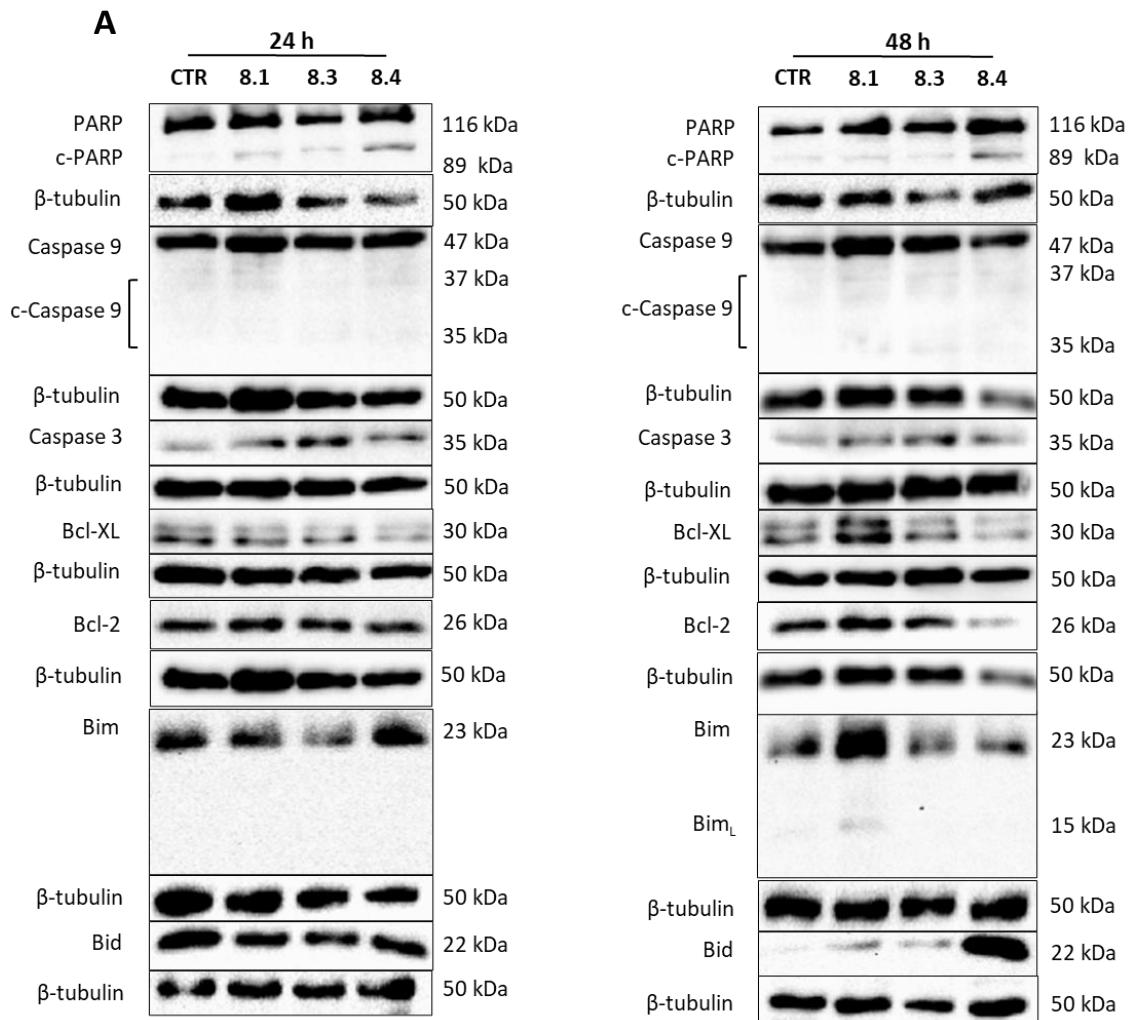 A
24 h
CTR 8.1 8.3 8.4
PARP 116 kDa
c-PARP 89 kDa
β-tubulin 50 kDa
Caspase 9 47 kDa
37 kDa
c-Caspase 9
35 kDa
β-tubulin 50 kDa
Caspase 3 35 kDa
β-tubulin 50 kDa
Bcl-XL 30 kDa
β-tubulin 50 kDa
Bcl-2 26 kDa
β-tubulin 50 kDa
Bim 23 kDa
β-tubulin 50 kDa
Bid 22 kDa
β-tubulin 50 kDa
48 h
CTR 8.1 8.3 8.4
PARP 116 kDa
c-PARP 89 kDa
β-tubulin 50 kDa
Caspase 9 47 kDa
37 kDa
c-Caspase 9
35 kDa
β-tubulin 50 kDa
Caspase 3 35 kDa
β-tubulin 50 kDa
Bcl-XL 30 kDa
β-tubulin 50 kDa
Bcl-2 26 kDa
β-tubulin 50 kDa
Bim 23 kDa
BimL 15 kDa
β-tubulin 50 kDa
Bid 22 kDa
β-tubulin 50 kDa